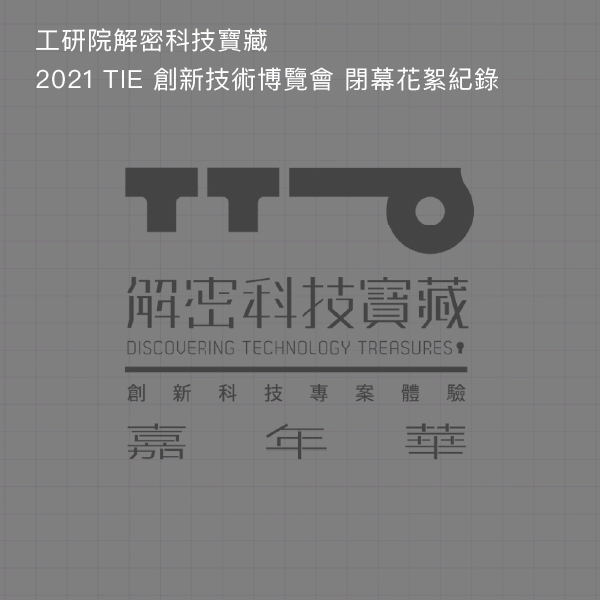 工研院解密科技寶藏
2021 TIE 創新技術博覽會 閉幕花絮紀錄
解密科技寶藏
DISCOVERING TECHNOLOGY TREASURES
創新科技專案體驗
嘉年華